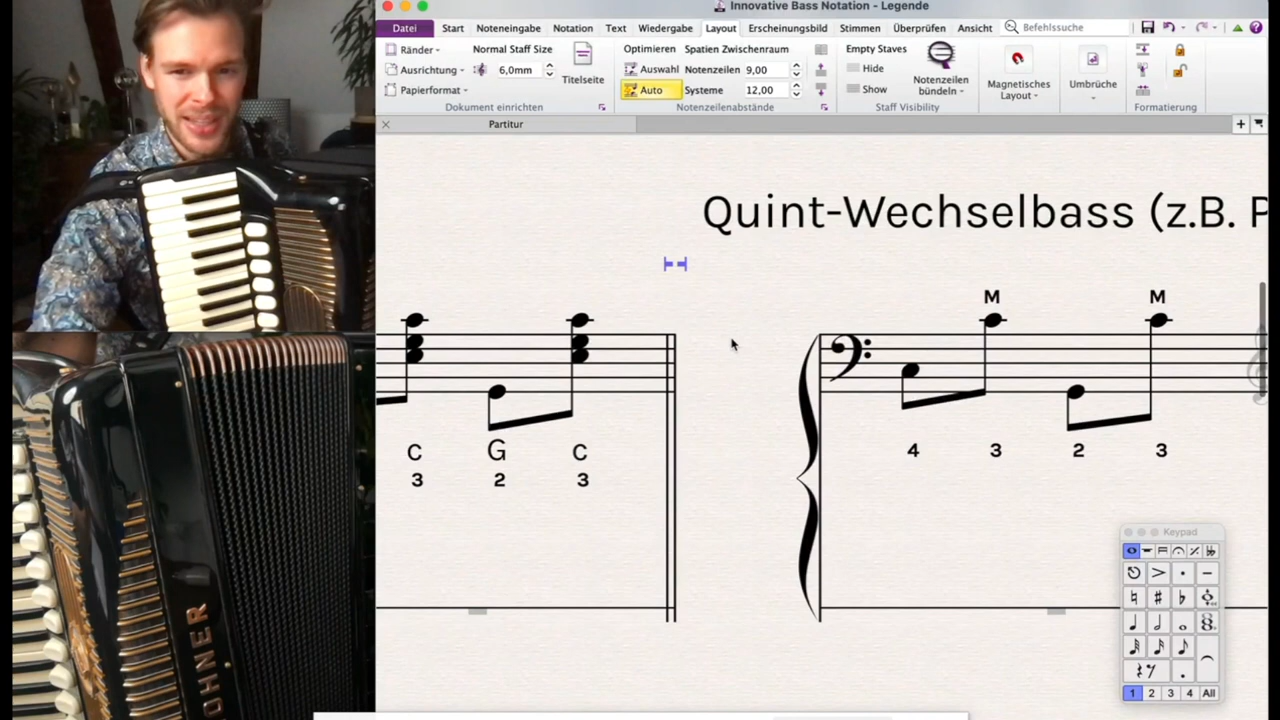 Innovative Bass Notation - Legende
Datei Start Noteneingabe Notation Text Wiedergabe Layout Erscheinungsbild Stimmen Überprüfen Ansicht Befehlssuche
Ränder Normal Staff Size Optimieren Spatien Zwischenraum Empty Staves
Ausrichtung 6,0mm Titelseite Auswahl Notenzeilen 9,00 Hide Notenzeilen bündeln Magnetisches Layout Umbrüche
Papierformat Auto Systeme 12,00 Show
Dokument einrichten Notenzeilenabstände Staff Visibility Formatierung
Partitur
Quint-Wechselbass (z.B. P
M M
C G C
3 2 3
4 3 2 3
Keypad
1 2 3 4 All
OHNER